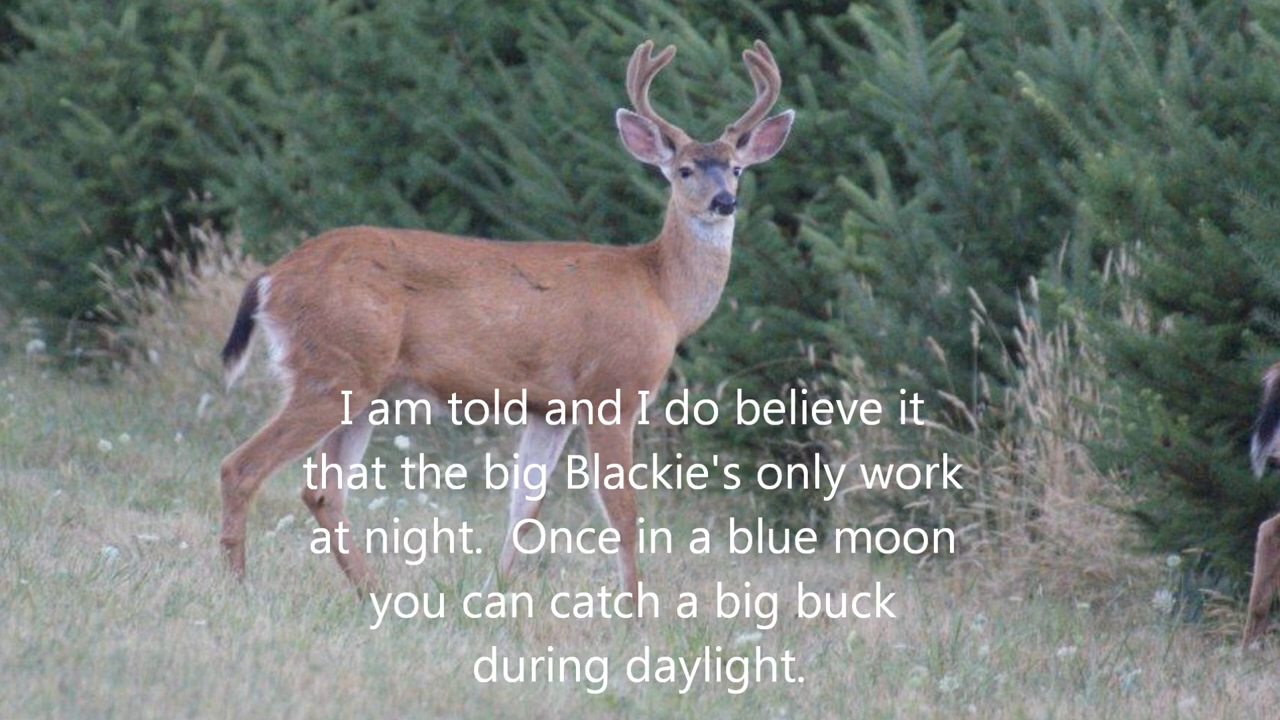 I am told and I do believe it
that the big Blackie's only work
at night.  Once in a blue moon
you can catch a big buck
during daylight.